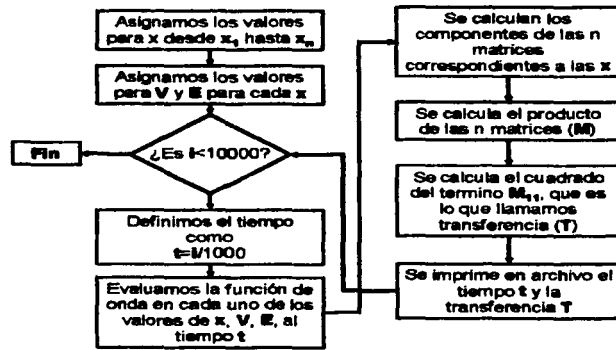 Asignamos los valores
para x desde x₁ hasta xₙ
Asignamos los valores
para V y E para cada x
¿Es i<10000?
Fin
Definimos el tiempo
como
t=i/1000
Evaluamos la función de
onda en cada uno de los
valores de x, V, E, al
tiempo t
Se calculan los
componentes de las n
matrices
correspondientes a las x
Se calcula el producto
de las n matrices (M)
Se calcula el cuadrado
del termino M₁₁, que es
lo que llamamos
transferencia (T)
Se imprime en archivo el
tiempo t y la
transferencia T